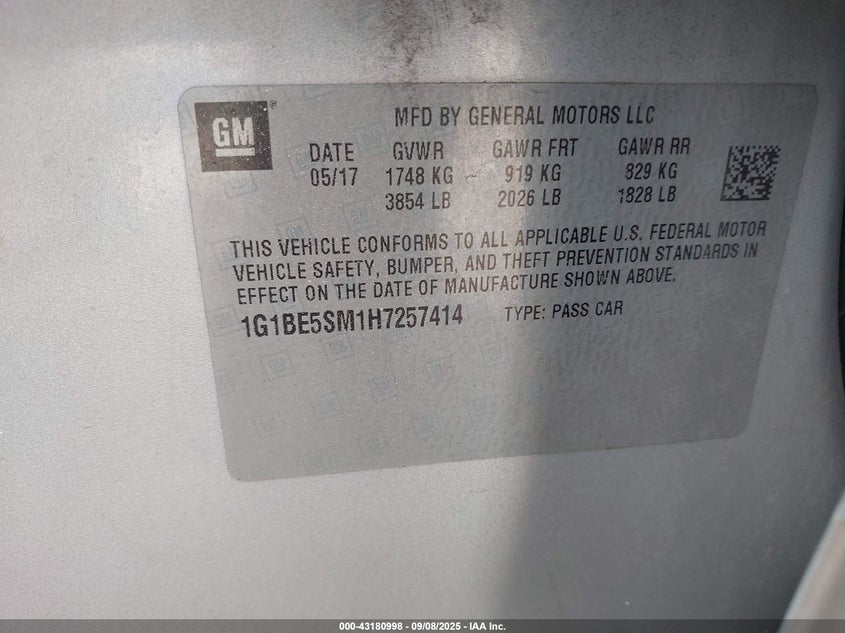 GM®
MFD BY GENERAL MOTORS LLC
DATE GVWR GAWR FRT GAWR RR
05/17 1748 KG 919 KG 829 KG
3854 LB 2026 LB 1828 LB
THIS VEHICLE CONFORMS TO ALL APPLICABLE U.S. FEDERAL MOTOR
VEHICLE SAFETY, BUMPER, AND THEFT PREVENTION STANDARDS IN
EFFECT ON THE DATE OF MANUFACTURE SHOWN ABOVE.
1G1BE5SM1H7257414 TYPE: PASS CAR
000-43180998 - 09/08/2025 - IAA Inc.